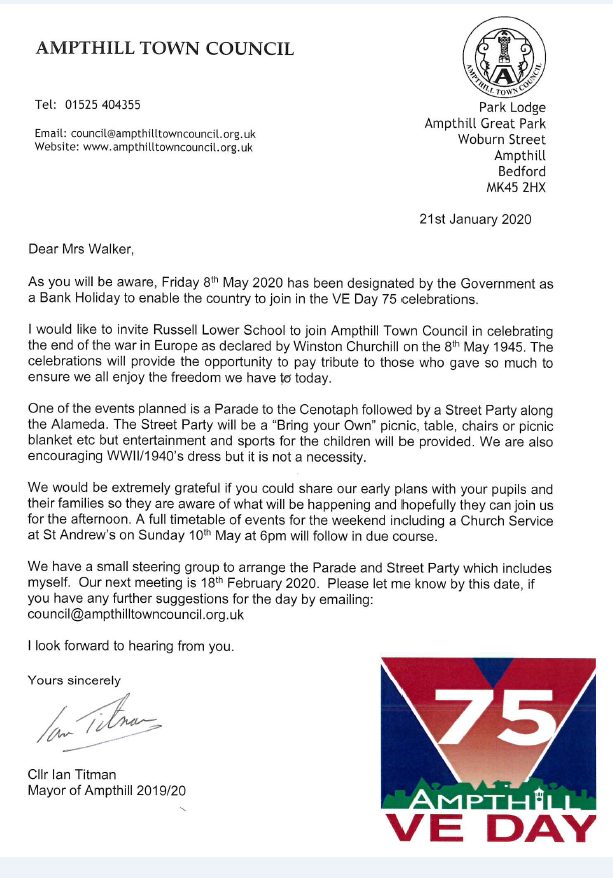 AMPTHILL TOWN COUNCIL
AMPTHILL TOWN COUNCIL
Tel: 01525 404355
Email: council@ampthilltowncouncil.org.uk
Website: www.ampthilltowncouncil.org.uk
Park Lodge
Ampthill Great Park
Woburn Street
Ampthill
Bedford
MK45 2HX
21st January 2020
Dear Mrs Walker,
As you will be aware, Friday 8th May 2020 has been designated by the Government as
a Bank Holiday to enable the country to join in the VE Day 75 celebrations.
I would like to invite Russell Lower School to join Ampthill Town Council in celebrating
the end of the war in Europe as declared by Winston Churchill on the 8th May 1945. The
celebrations will provide the opportunity to pay tribute to those who gave so much to
ensure we all enjoy the freedom we have to today.
One of the events planned is a Parade to the Cenotaph followed by a Street Party along
the Alameda. The Street Party will be a “Bring your Own” picnic, table, chairs or picnic
blanket etc but entertainment and sports for the children will be provided. We are also
encouraging WWII/1940’s dress but it is not a necessity.
We would be extremely grateful if you could share our early plans with your pupils and
their families so they are aware of what will be happening and hopefully they can join us
for the afternoon. A full timetable of events for the weekend including a Church Service
at St Andrew’s on Sunday 10th May at 6pm will follow in due course.
We have a small steering group to arrange the Parade and Street Party which includes
myself. Our next meeting is 18th February 2020. Please let me know by this date, if
you have any further suggestions for the day by emailing:
council@ampthilltowncouncil.org.uk
I look forward to hearing from you.
Yours sincerely
Ian Titman
Cllr Ian Titman
Mayor of Ampthill 2019/20
75
AMPTHILL
VE DAY